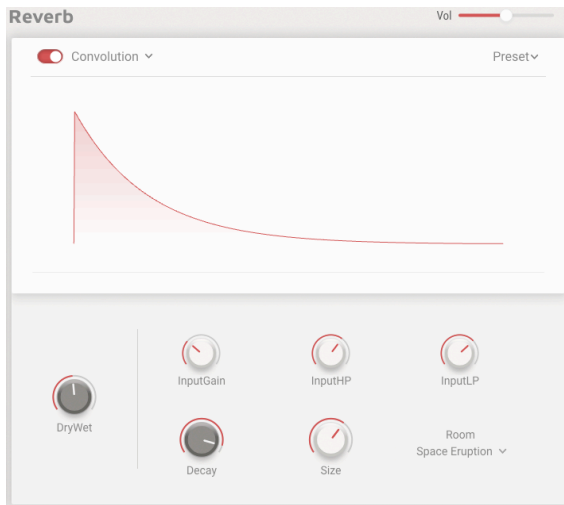 Reverb
Vol
Convolution
Preset
InputGain
InputHP
InputLP
DryWet
Decay
Size
Room
Space Eruption